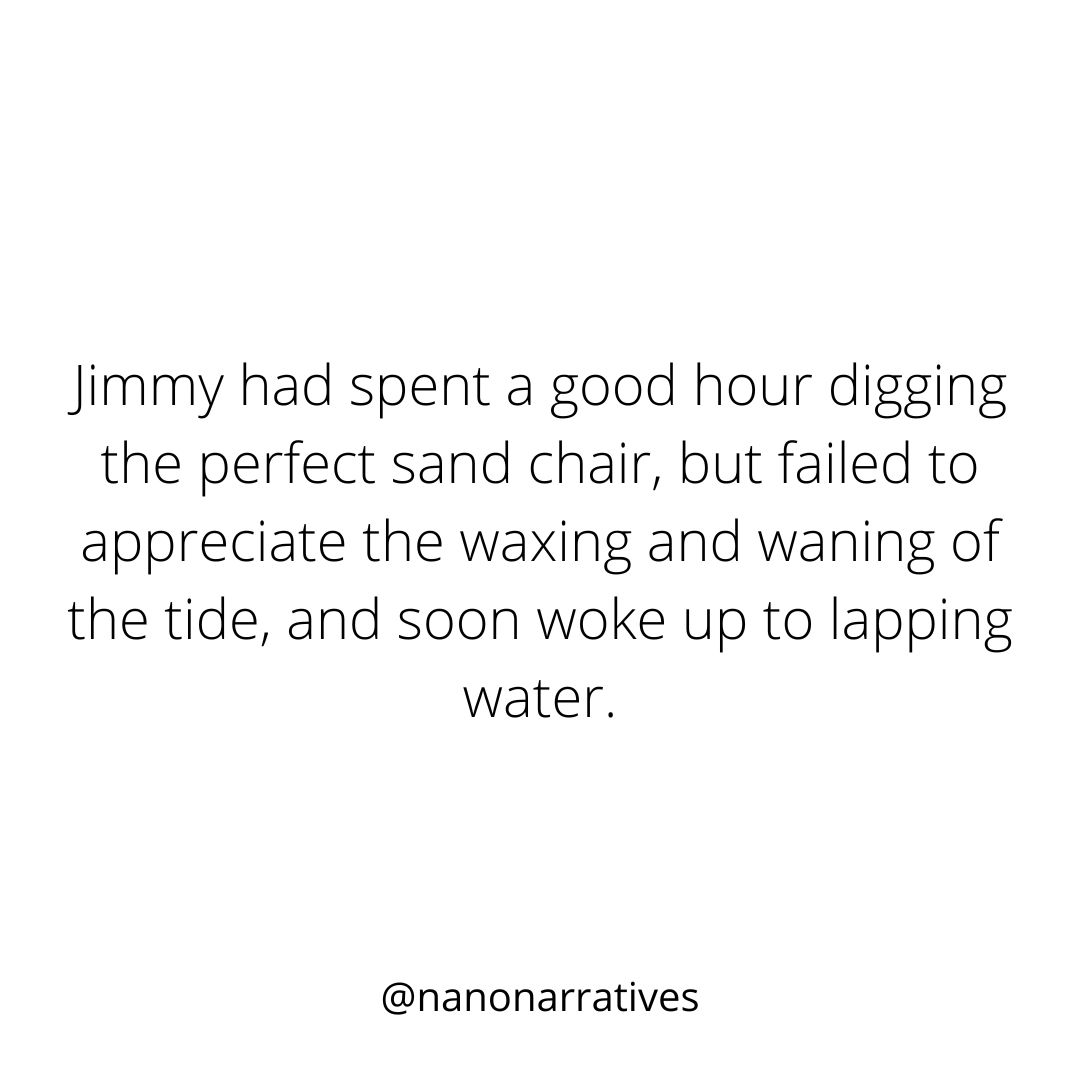 Jimmy had spent a good hour digging
the perfect sand chair, but failed to
appreciate the waxing and waning of
the tide, and soon woke up to lapping
water.
@nanonarratives